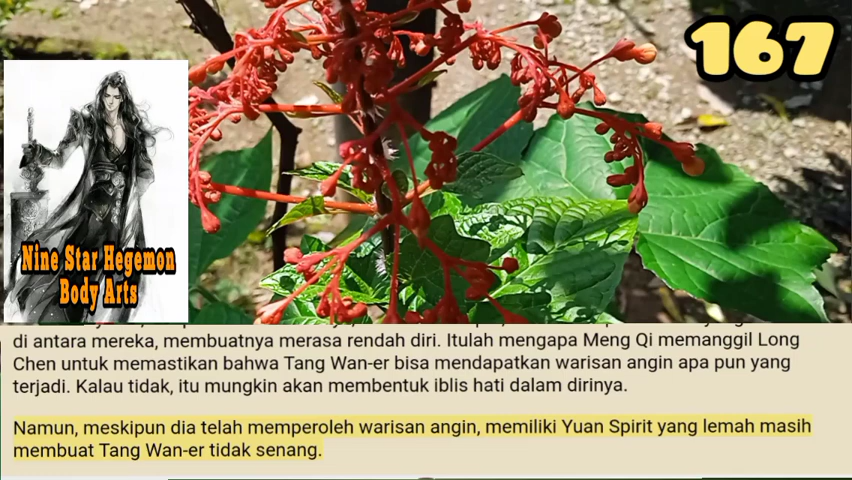 167
Nine Star Hegemon
Body Arts
di antara mereka, membuatnya merasa rendah diri. Itulah mengapa Meng Qi memanggil Long
Chen untuk memastikan bahwa Tang Wan-er bisa mendapatkan warisan angin apa pun yang
terjadi. Kalau tidak, itu mungkin akan membentuk iblis hati dalam dirinya.
Namun, meskipun dia telah memperoleh warisan angin, memiliki Yuan Spirit yang lemah masih
membuat Tang Wan-er tidak senang.